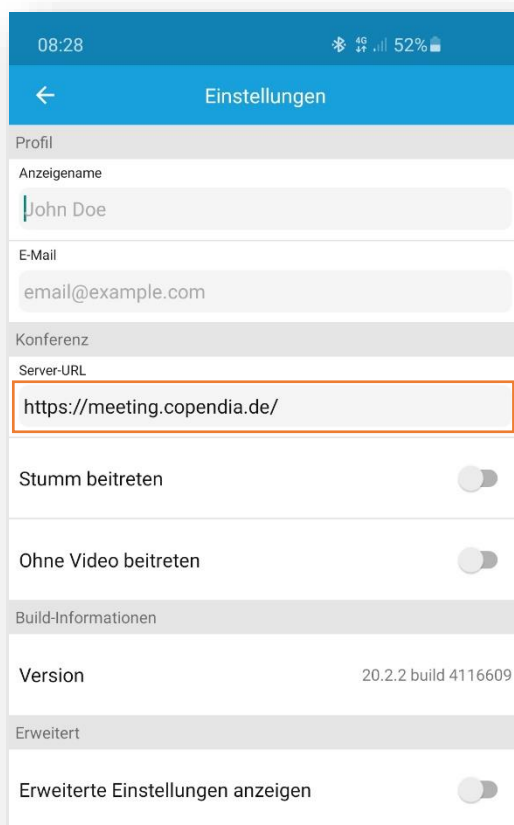 08:28 4G 52%
Einstellungen
Profil
Anzeigename
John Doe
E-Mail
email@example.com
Konferenz
Server-URL
https://meeting.copendia.de/
Stumm beitreten
Ohne Video beitreten
Build-Informationen
Version 20.2.2 build 4116609
Erweitert
Erweiterte Einstellungen anzeigen